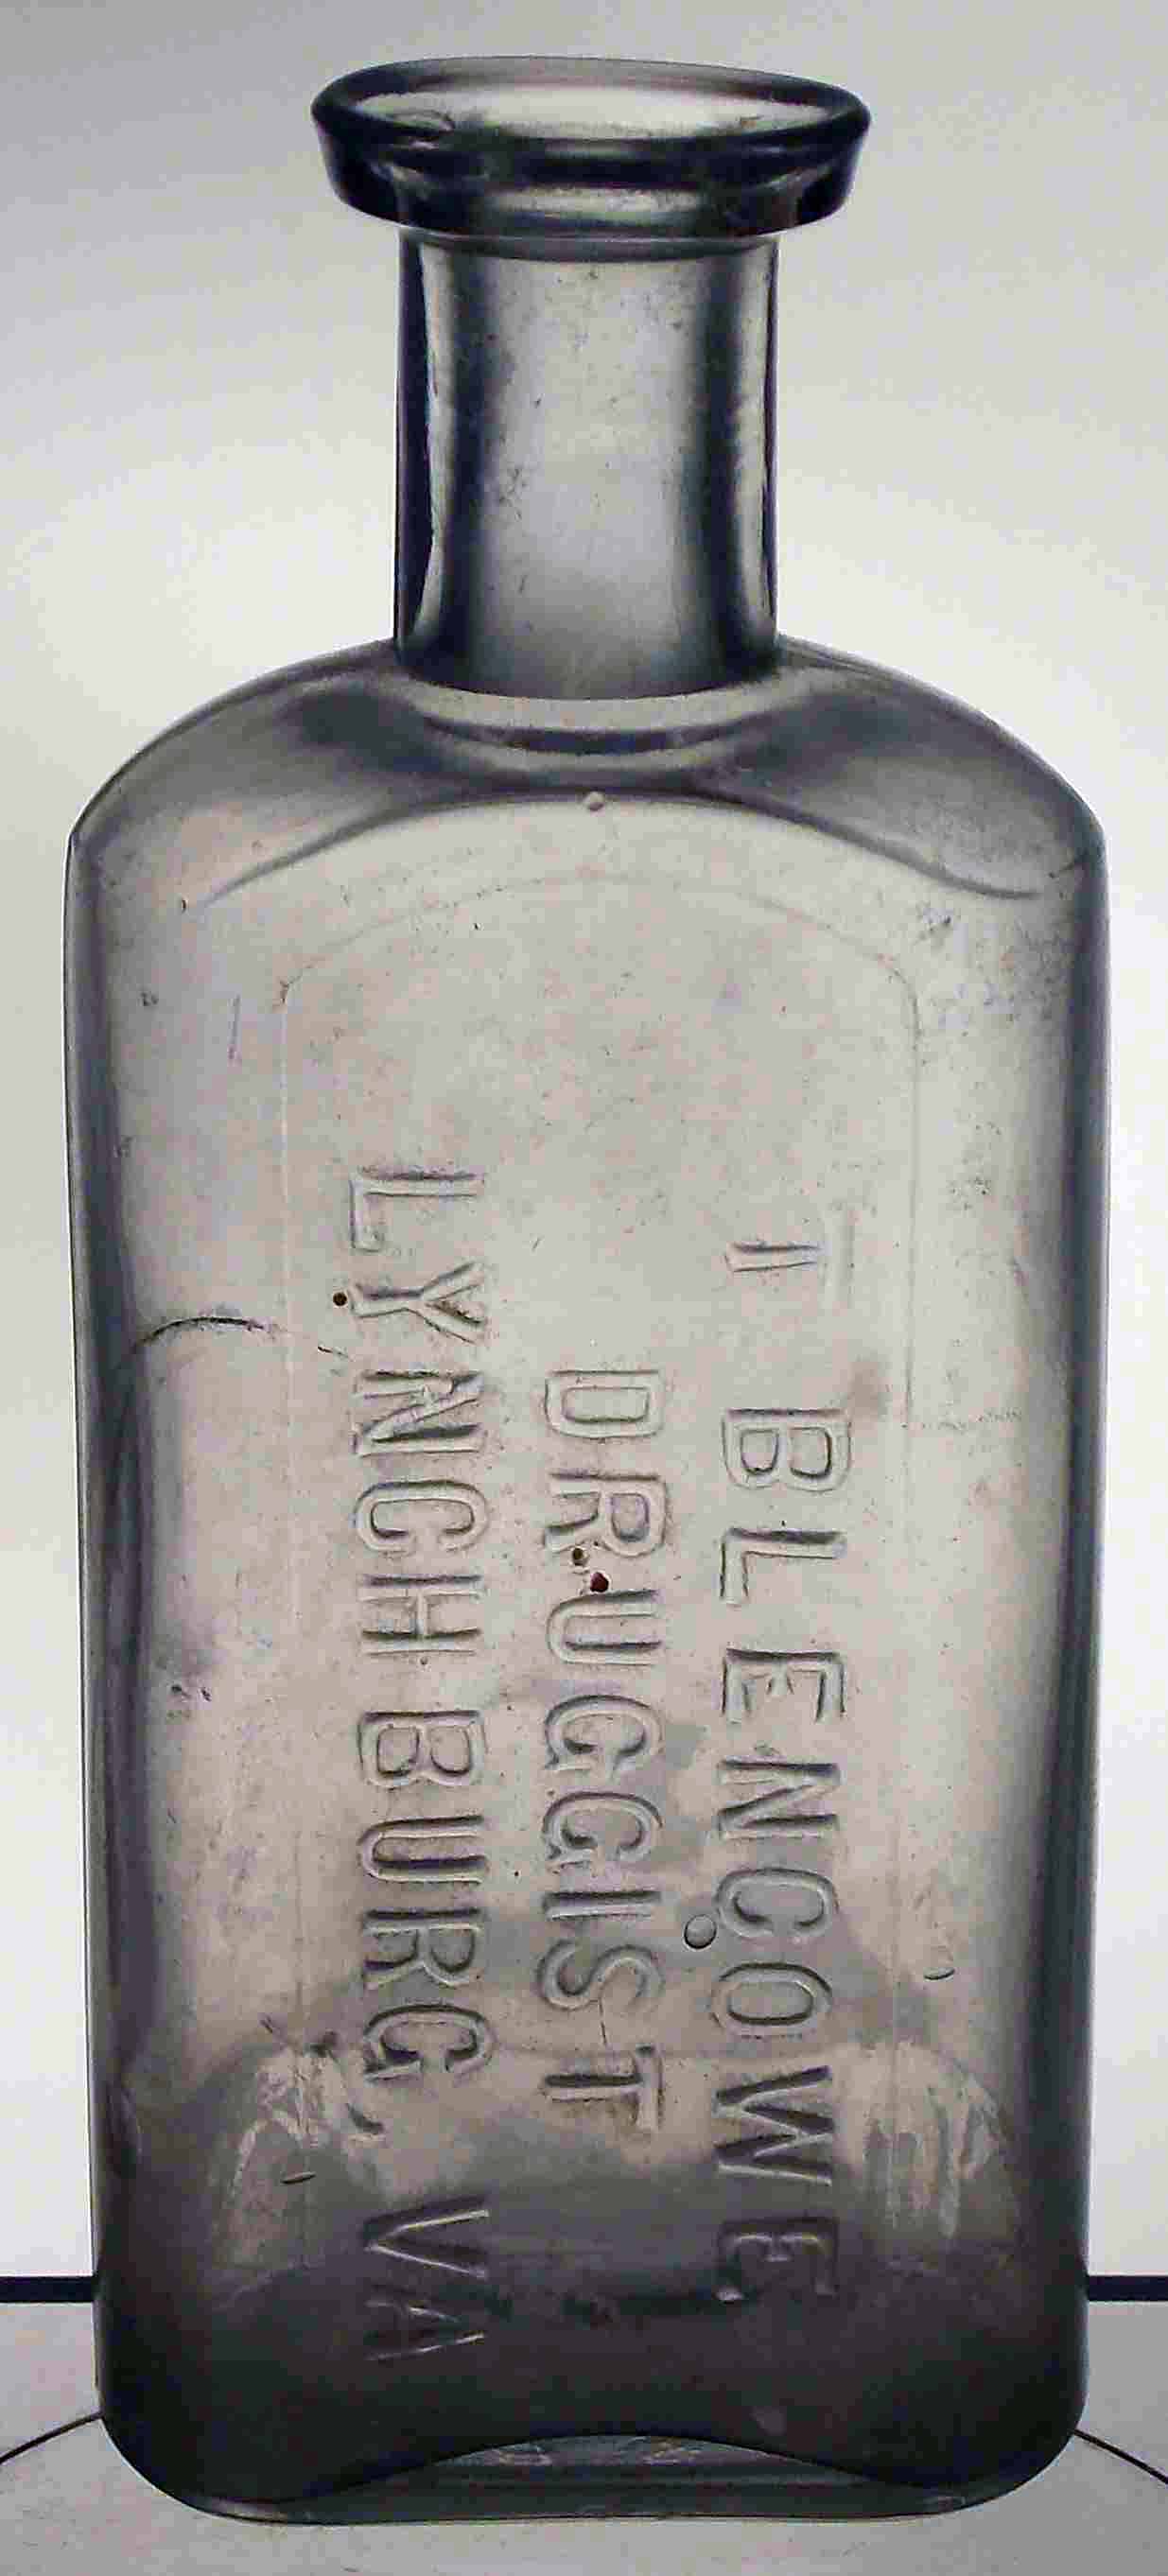 T BLENCOWE
DRUGGIST
LYNCHBURG, VA